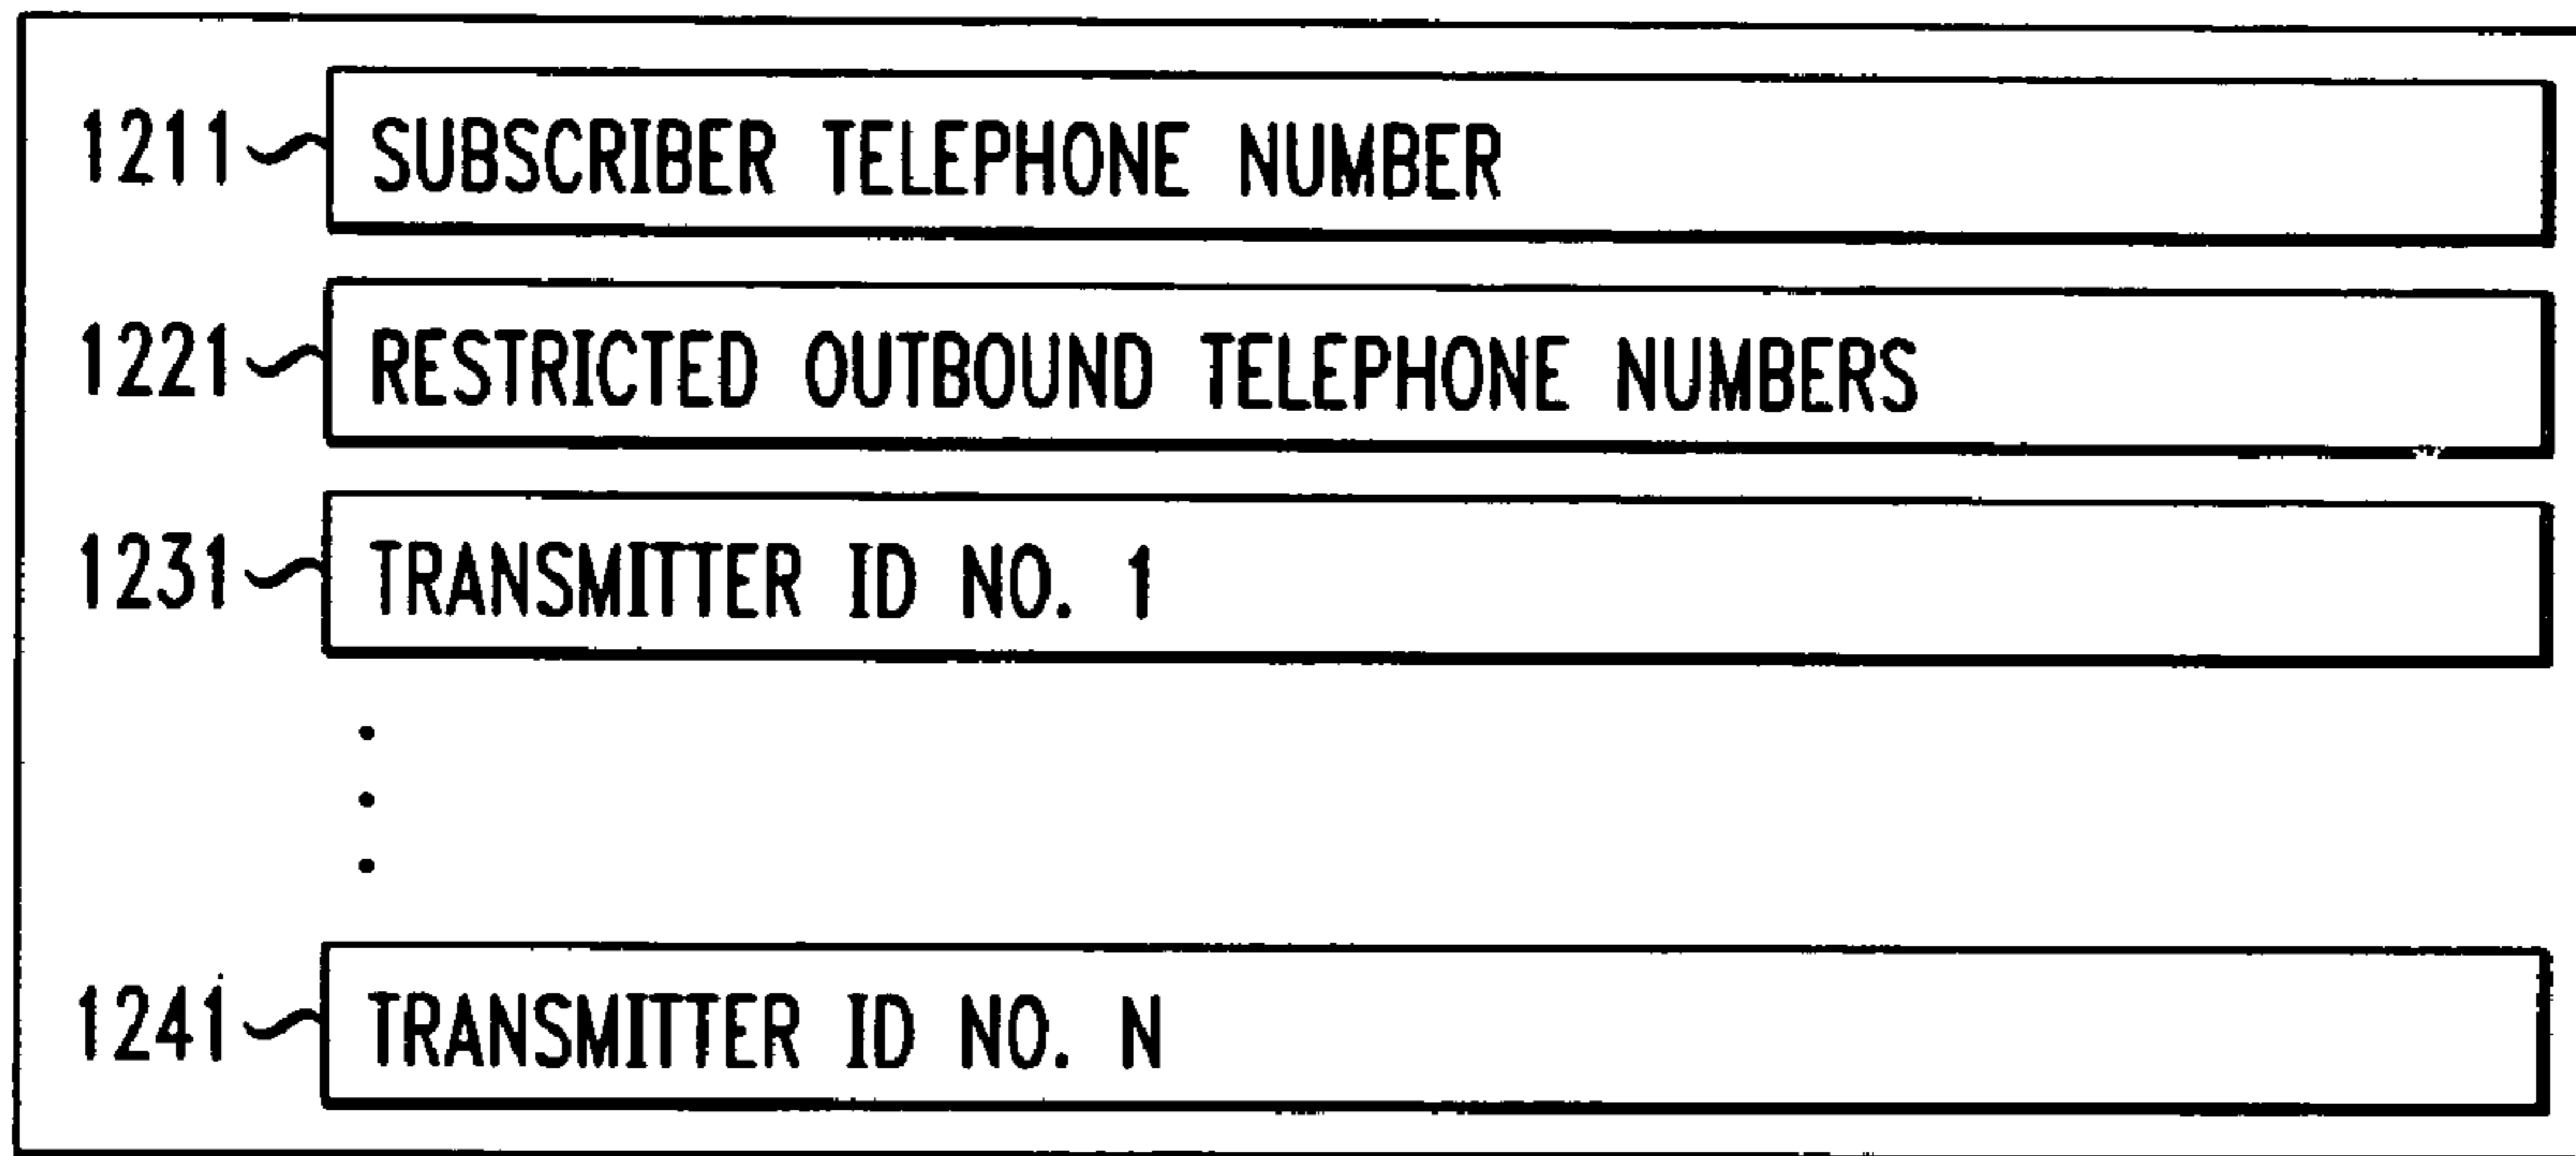 1211 SUBSCRIBER TELEPHONE NUMBER
1221 RESTRICTED OUTBOUND TELEPHONE NUMBERS
1231 TRANSMITTER ID NO. 1
1241 TRANSMITTER ID NO. N